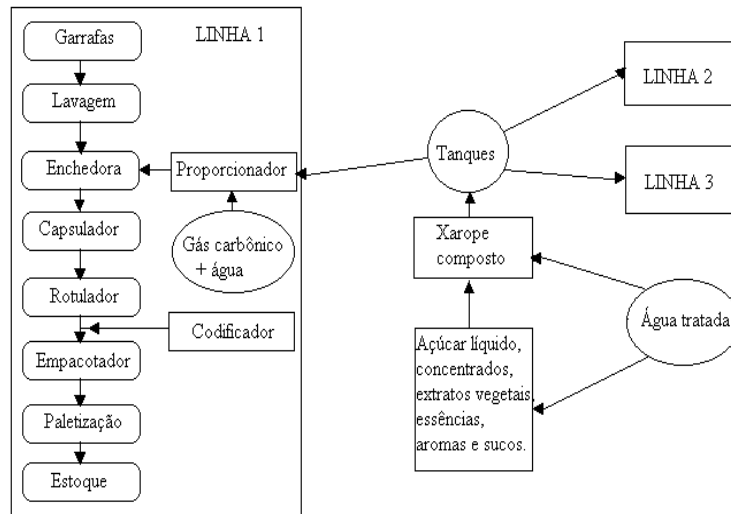 LINHA 1
Garrafas
Lavagem
Enchedora
Proporcionador
Capsulador
Gás carbônico
+ água
Rotulador
Codificador
Empacotador
Paletização
Estoque
Tanques
LINHA 2
LINHA 3
Xarope
composto
Água tratada
Açúcar líquido,
concentrados,
extratos vegetais,
essências,
aromas e sucos.